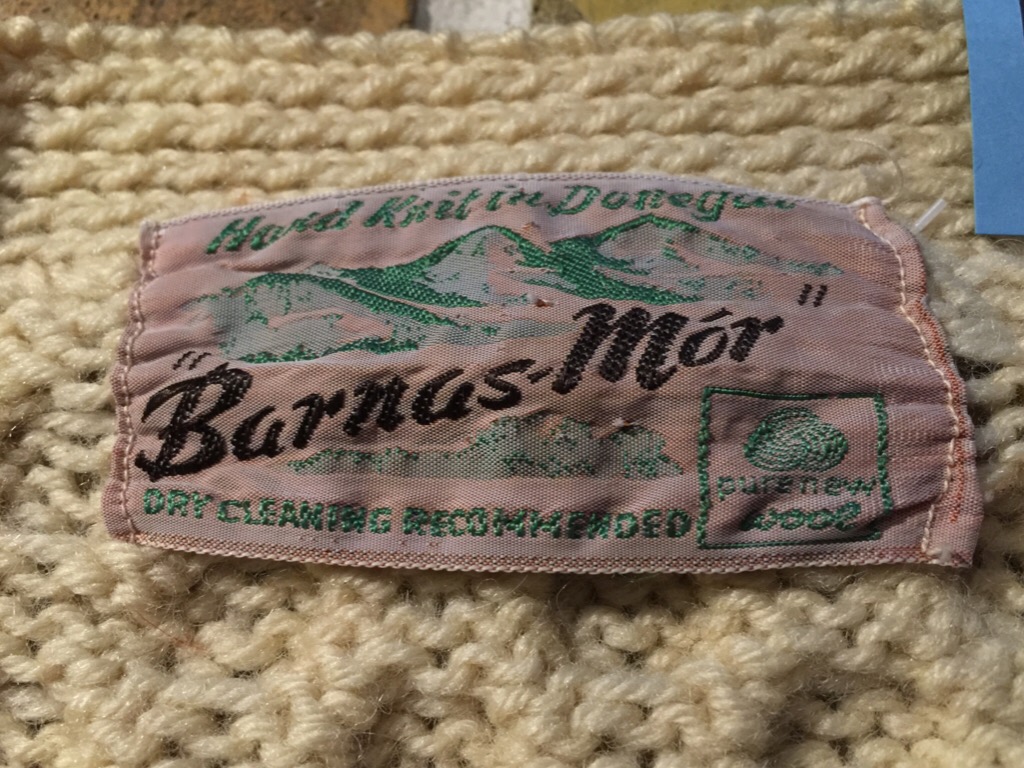 Hand Knit in Donegal
"Barnas-Mór"
DRY CLEANING RECOMMENDED
pure new
wool